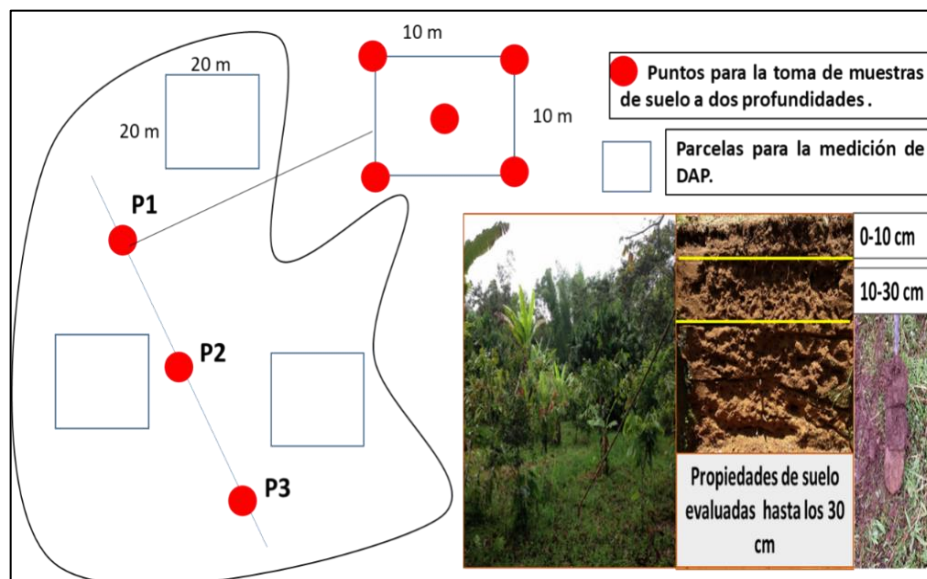 20 m
20 m
P1
P2
P3
10 m
10 m
Puntos para la toma de muestras
de suelo a dos profundidades .
Parcelas para la medición de
DAP.
0-10 cm
10-30 cm
Propiedades de suelo
evaluadas hasta los 30
cm